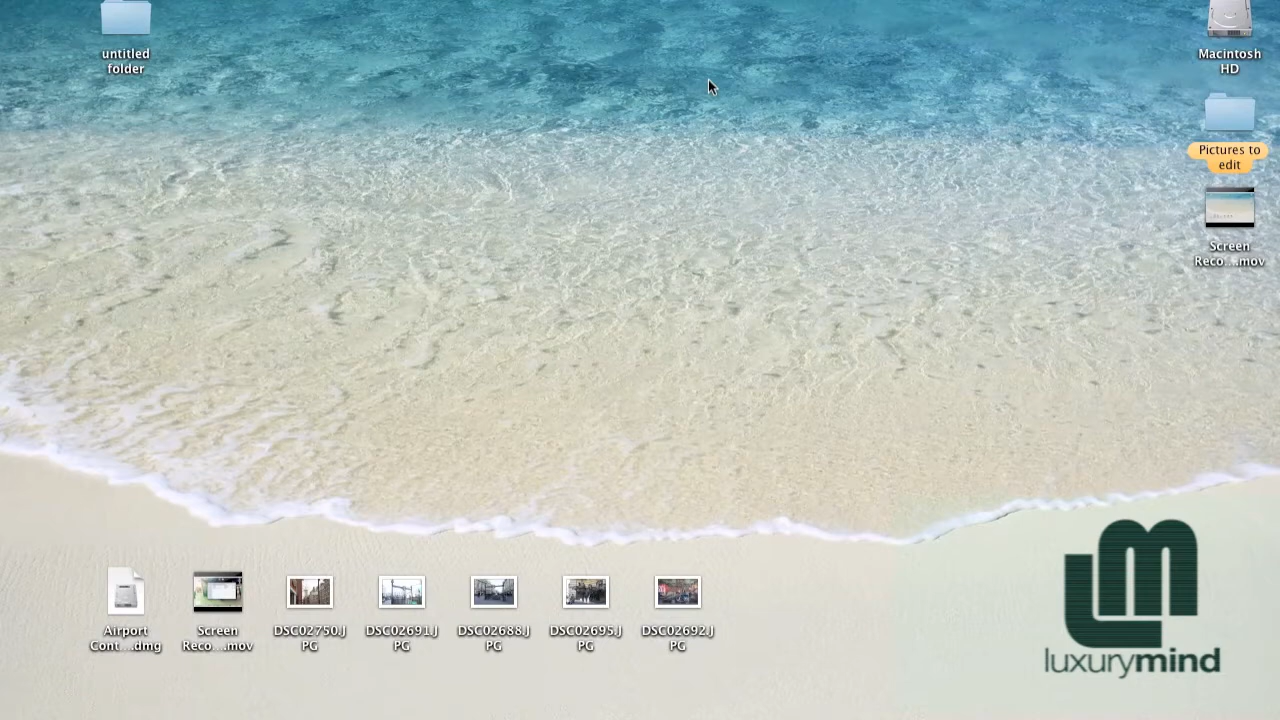 untitled
folder
Macintosh
HD
Pictures to
edit
Screen
Reco...mov
Airport
Cont....dmg
Screen
Reco...mov
DSC02750.J
PG
DSC02691.J
PG
DSC02688.J
PG
DSC02695.J
PG
DSC02692.J
PG
luxurymind